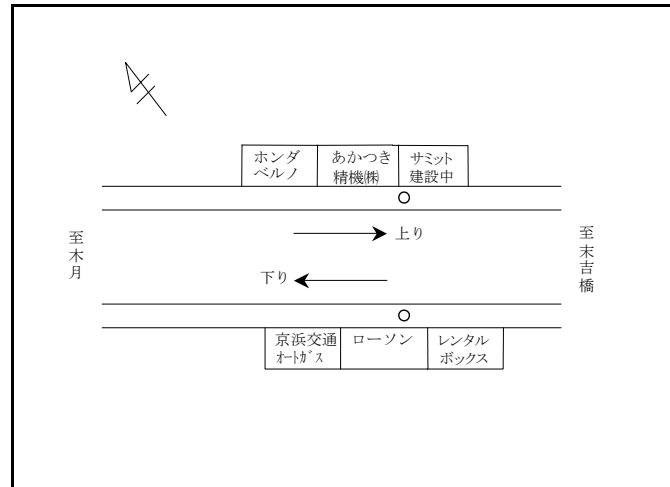 ホンダ
ベルノ
あかつき
精機㈱
サミット
建設中
上り
至木月
至末吉橋
下り
京浜交通
ｵｰﾄｶﾞｽ
ローソン
レンタル
ボックス